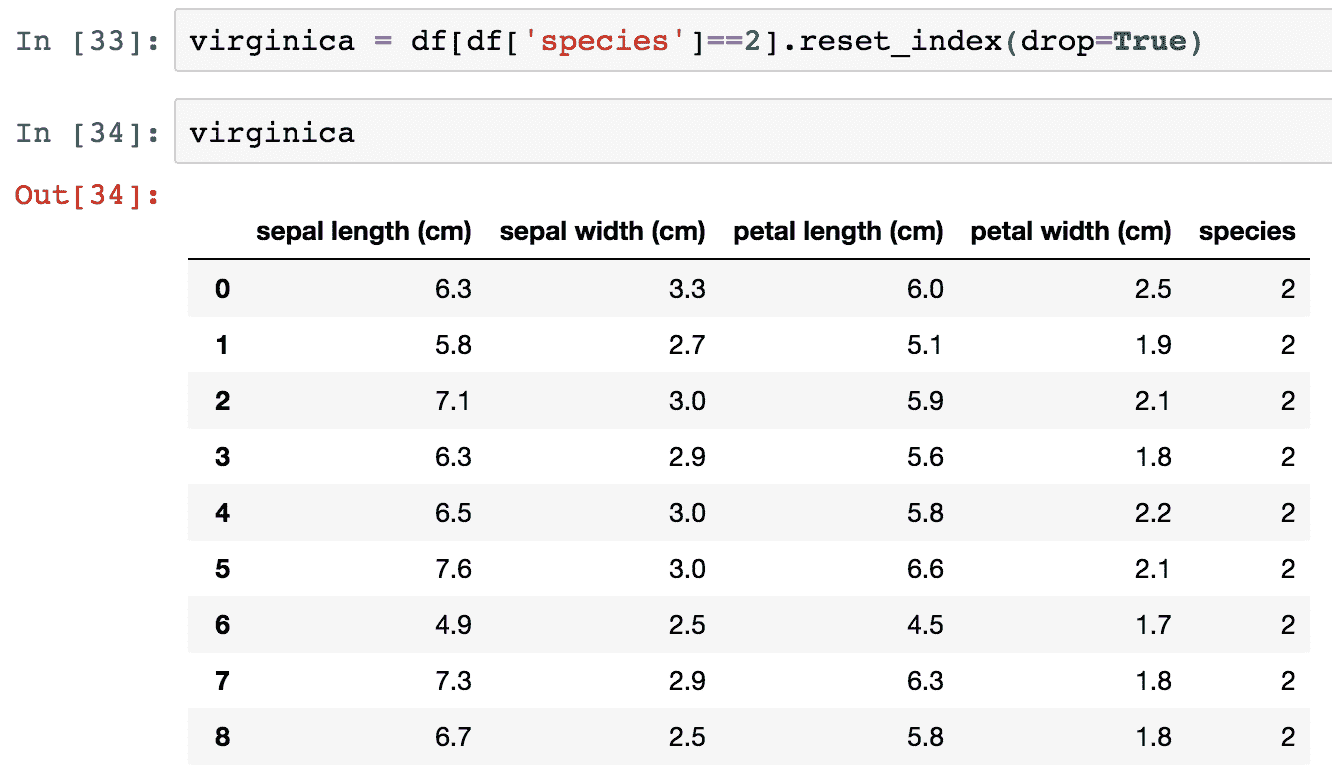 In [33]: virginica = df[df['species']==2].reset_index(drop=True)
In [34]: virginica
Out[34]:
sepal length (cm) sepal width (cm) petal length (cm) petal width (cm) species
0 6.3 3.3 6.0 2.5 2
1 5.8 2.7 5.1 1.9 2
2 7.1 3.0 5.9 2.1 2
3 6.3 2.9 5.6 1.8 2
4 6.5 3.0 5.8 2.2 2
5 7.6 3.0 6.6 2.1 2
6 4.9 2.5 4.5 1.7 2
7 7.3 2.9 6.3 1.8 2
8 6.7 2.5 5.8 1.8 2